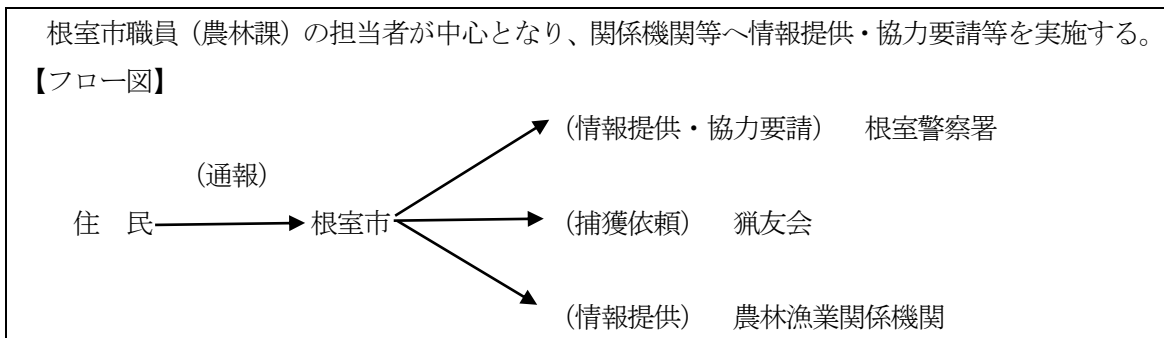 根室市職員（農林課）の担当者が中心となり、関係機関等へ情報提供・協力要請等を実施する。
【フロー図】
（情報提供・協力要請）　根室警察署
（通報）
住　民　根室市　（捕獲依頼）　猟友会
（情報提供）　農林漁業関係機関